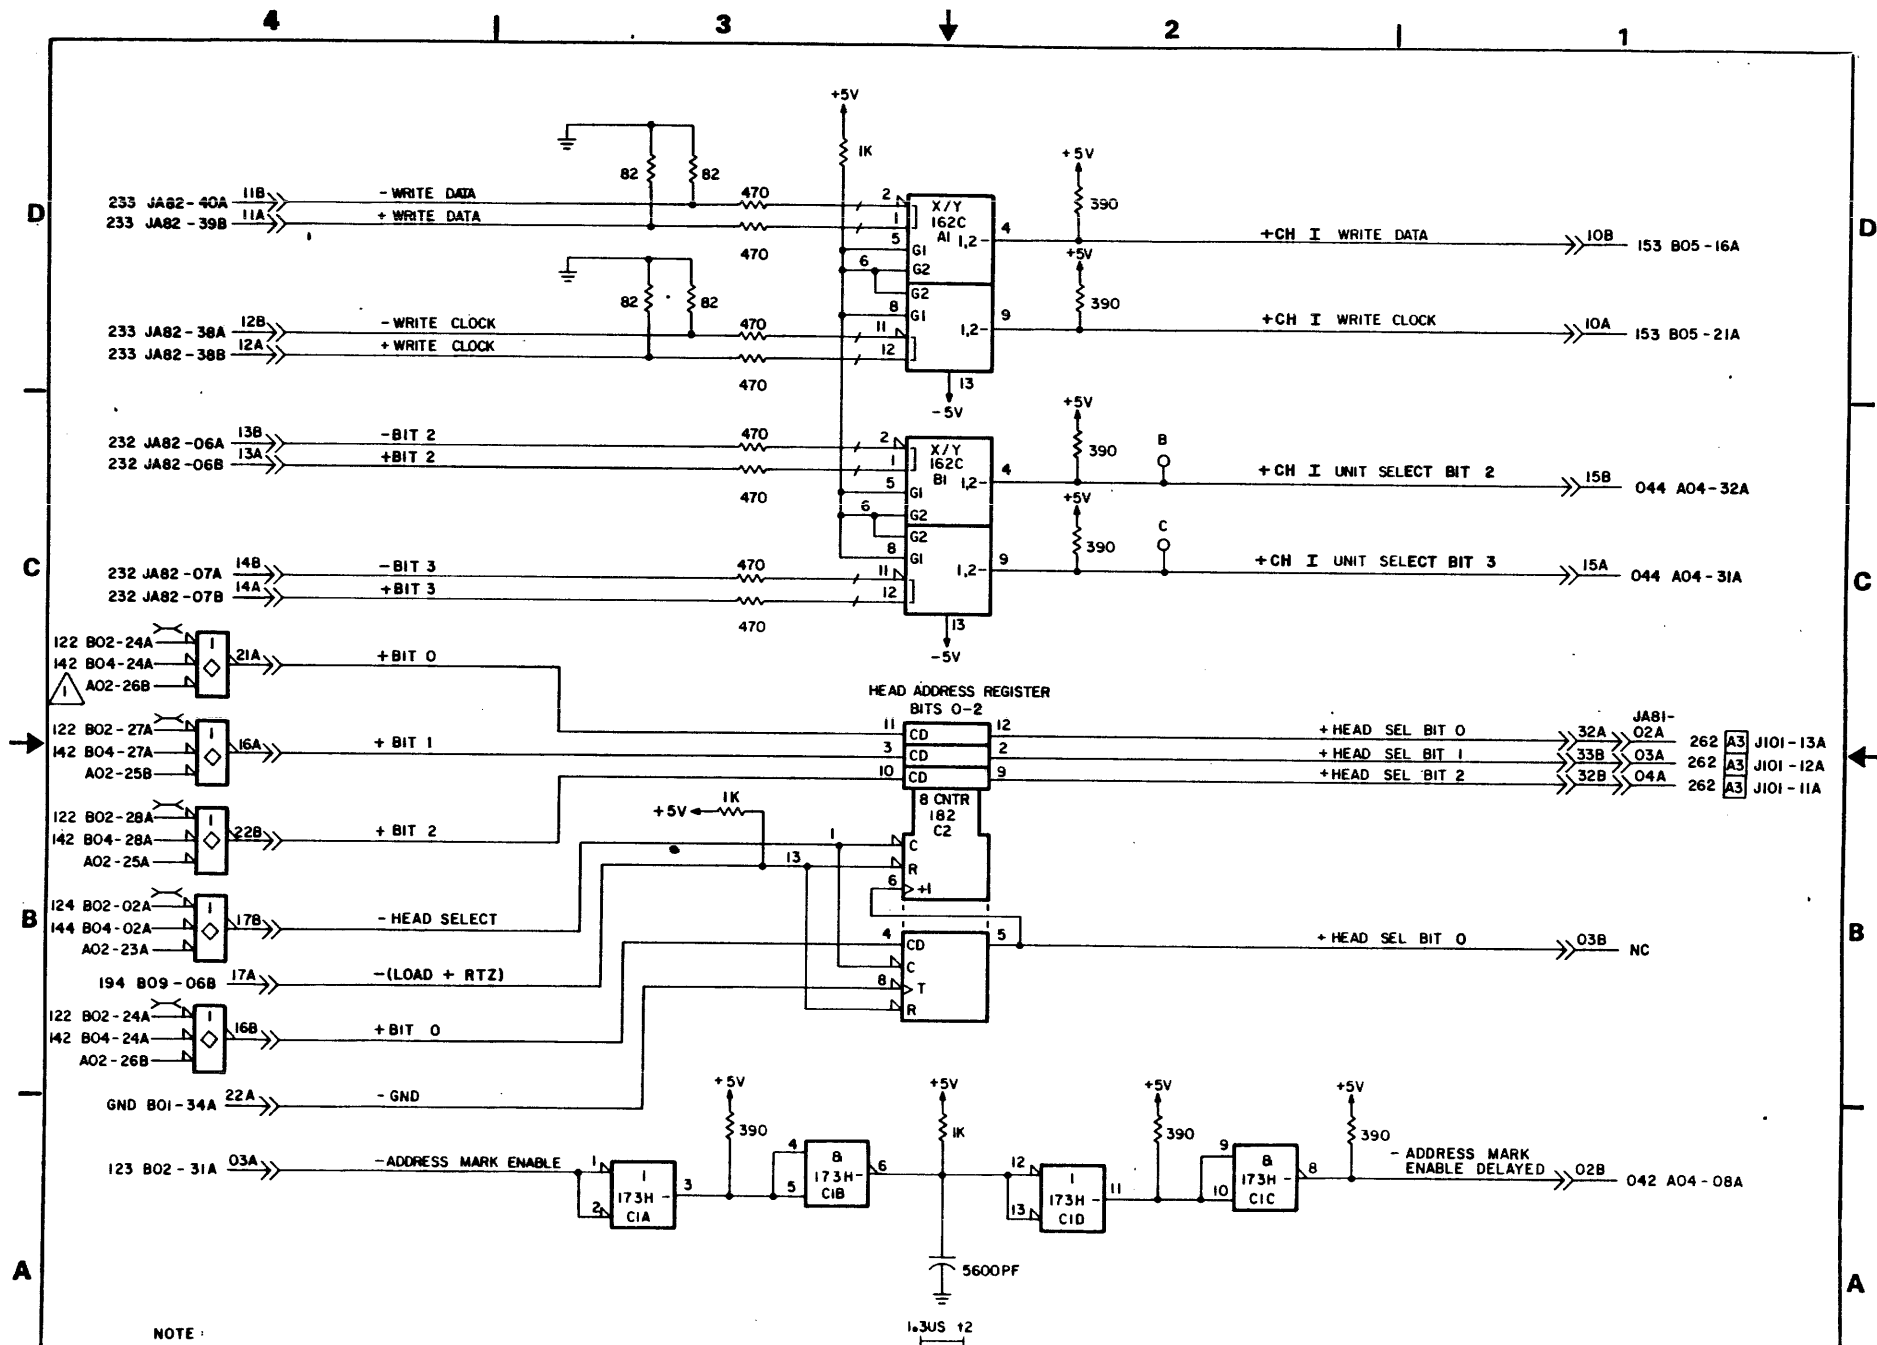 4 3 2 1
+5V
1K
+5V
82 82
390
D D
233 JA82-40A 11B -WRITE DATA 470 2 X/Y
233 JA82-39B 11A +WRITE DATA 1 162C
470 5 G1 A1 1,2- 4 +CH I WRITE DATA 10B 153 B05-16A
6 G2
+5V
82 82 G2 390
8 G1
233 JA82-38A 12B -WRITE CLOCK 470 11 1,2- 9 +CH I WRITE CLOCK 10A 153 B05-21A
233 JA82-38B 12A +WRITE CLOCK 12
470 13
-5V
+5V
390 B
232 JA82-06A 13B -BIT 2 470 2 X/Y
232 JA82-06B 13A +BIT 2 1 162C
470 5 G1 B1 1,2- 4 +CH I UNIT SELECT BIT 2 15B 044 A04-32A
6 G2
+5V
G2 390 C
8 G1
C C
232 JA82-07A 14B -BIT 3 470 11 1,2- 9 +CH I UNIT SELECT BIT 3 15A 044 A04-31A
232 JA82-07B 14A +BIT 3 12
470 13
-5V
122 B02-24A 1
142 B04-24A 21A +BIT 0
1 A02-26B
HEAD ADDRESS REGISTER
BITS 0-2
11 CD 12 +HEAD SEL BIT 0 32A JA81-02A 262 A3 J101-13A
122 B02-27A 1
142 B04-27A 16A +BIT 1 3 CD 2 +HEAD SEL BIT 1 33B 03A 262 A3 J101-12A
A02-25B
10 CD 9 +HEAD SEL BIT 2 32B 04A 262 A3 J101-11A
+5V 1K 8 CNTR
182
C2
122 B02-28A 1
142 B04-28A 22B +BIT 2
A02-25A
1 C
13 R
6 +1
B B
124 B02-02A 1
144 B04-02A 17B -HEAD SELECT
A02-23A
4 CD 5 +HEAD SEL BIT 0 03B NC
C
194 B09-06B 17A -(LOAD + RTZ) 8 T
R
122 B02-24A 1
142 B04-24A 16B +BIT 0
A02-26B
GND B01-34A 22A -GND
+5V +5V +5V +5V
390 1K 390 390
123 B02-31A 03A -ADDRESS MARK ENABLE 1 1 3
2 173H-
C1A
4 & 6
5 173H-
C1B
12 1 11
13 173H-
C1D
9 & 8
10 173H-
C1C
-ADDRESS MARK
ENABLE DELAYED 02B 042 A04-08A
A A
5600PF
NOTE:
1.3US ±2